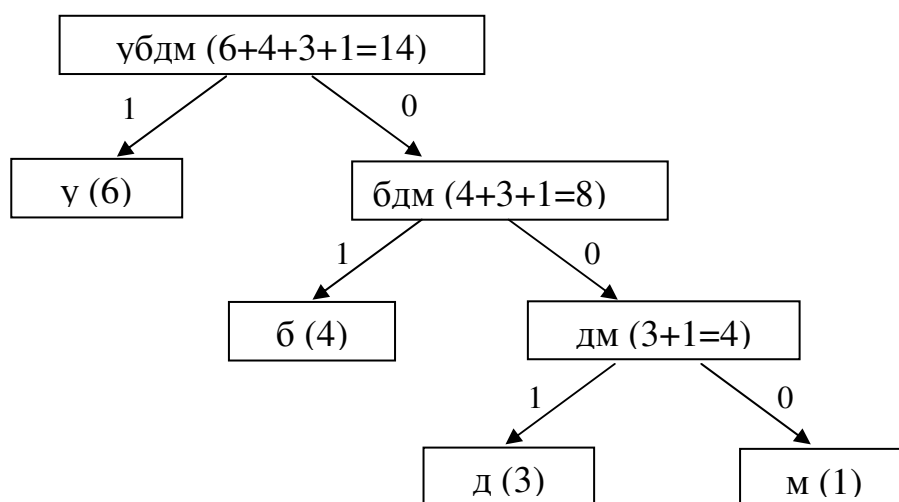 убдм (6+4+3+1=14)
1
0
у (6)
бдм (4+3+1=8)
1
0
б (4)
дм (3+1=4)
1
0
д (3)
м (1)